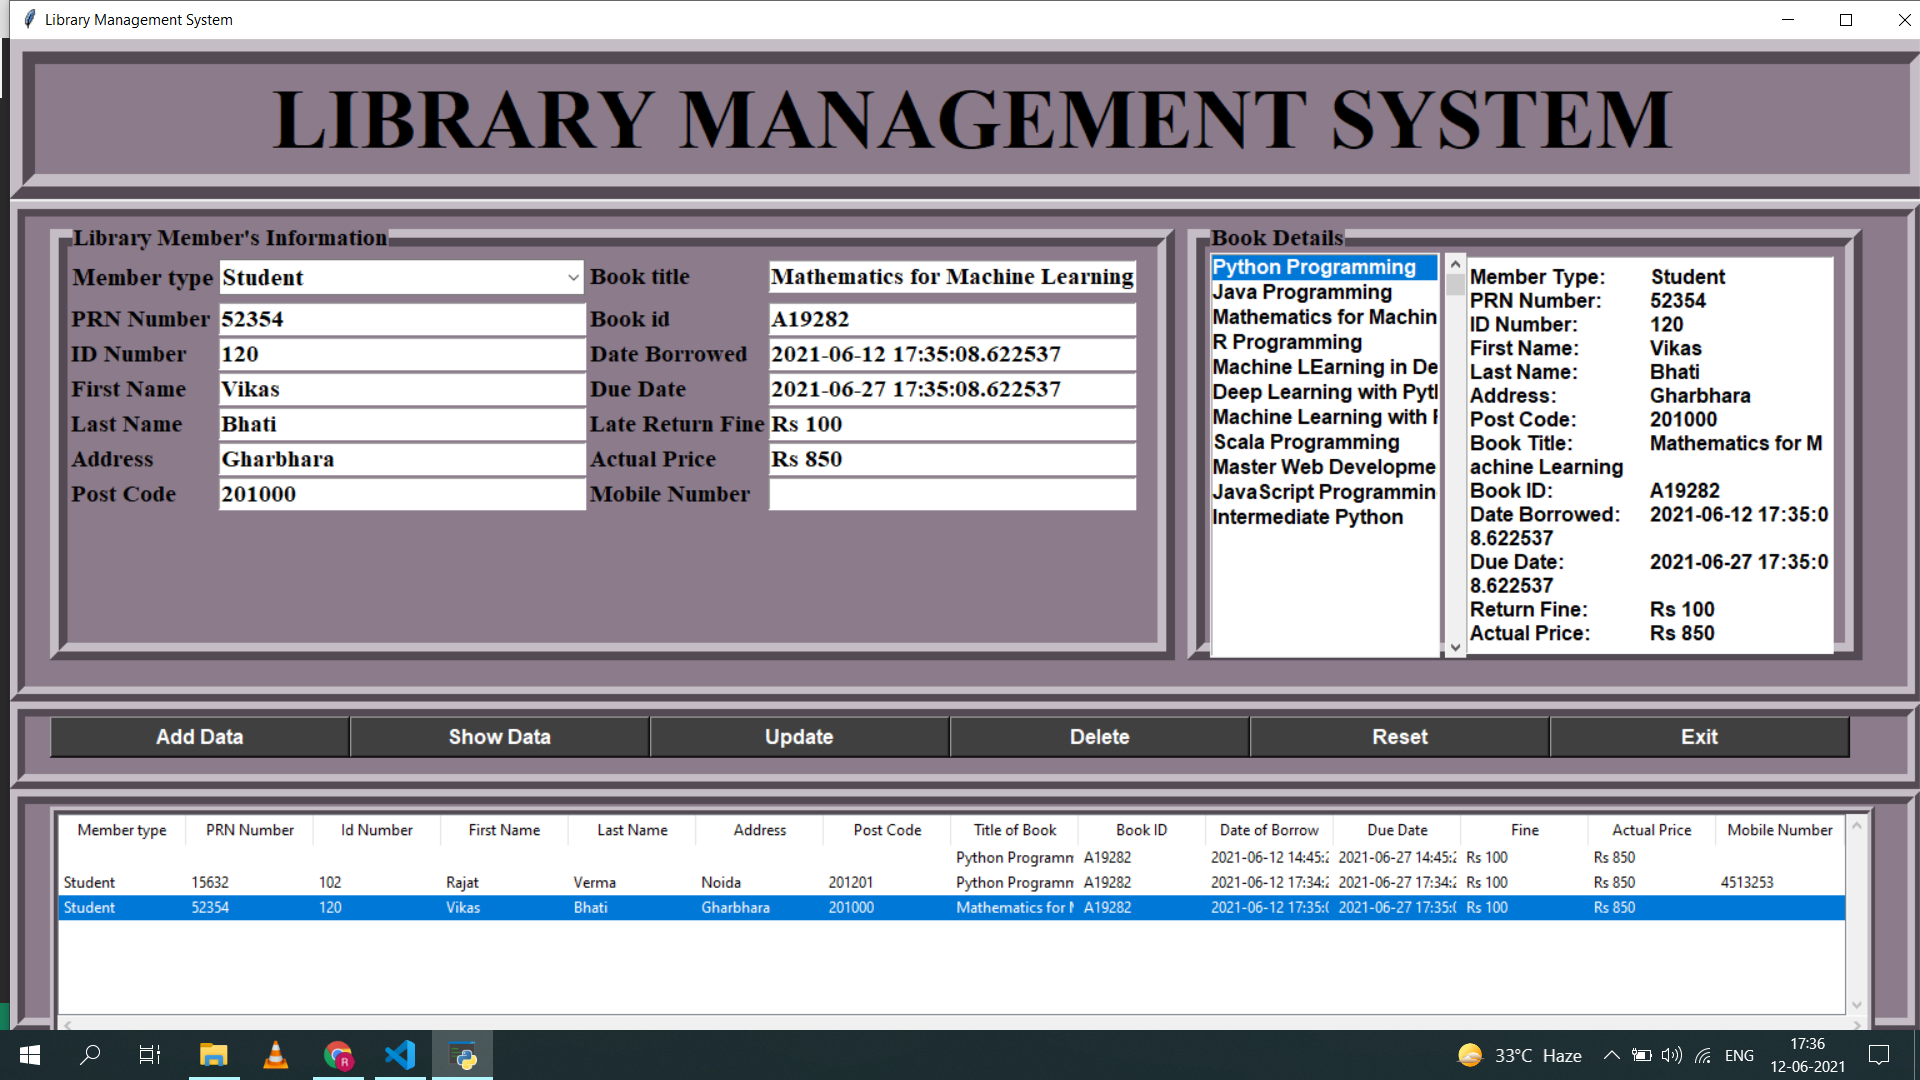 Library Management System
LIBRARY MANAGEMENT SYSTEM
Library Member's Information
Member type Student
Book title Mathematics for Machine Learning
PRN Number 52354
Book id A19282
ID Number 120
Date Borrowed 2021-06-12 17:35:08.622537
First Name Vikas
Due Date 2021-06-27 17:35:08.622537
Last Name Bhati
Late Return Fine Rs 100
Address Gharbhara
Actual Price Rs 850
Post Code 201000
Mobile Number
Book Details
Python Programming
Java Programming
Mathematics for Machin
R Programming
Machine LEarning in De
Deep Learning with Pyt
Machine Learning with
Scala Programming
Master Web Developme
JavaScript Programmin
Intermediate Python
Member Type: Student
PRN Number: 52354
ID Number: 120
First Name: Vikas
Last Name: Bhati
Address: Gharbhara
Post Code: 201000
Book Title: Mathematics for M
achine Learning
Book ID: A19282
Date Borrowed: 2021-06-12 17:35:0
8.622537
Due Date: 2021-06-27 17:35:0
8.622537
Return Fine: Rs 100
Actual Price: Rs 850
Add Data Show Data Update Delete Reset Exit
Member type PRN Number Id Number First Name Last Name Address Post Code Title of Book Book ID Date of Borrow Due Date Fine Actual Price Mobile Number
Python Programm A19282 2021-06-12 14:45: 2021-06-27 14:45: Rs 100 Rs 850
Student 15632 102 Rajat Verma Noida 201201 Python Programm A19282 2021-06-12 17:34: 2021-06-27 17:34: Rs 100 Rs 850 4513253
Student 52354 120 Vikas Bhati Gharbhara 201000 Mathematics for A19282 2021-06-12 17:35: 2021-06-27 17:35: Rs 100 Rs 850
33°C Haze
ENG
17:36
12-06-2021